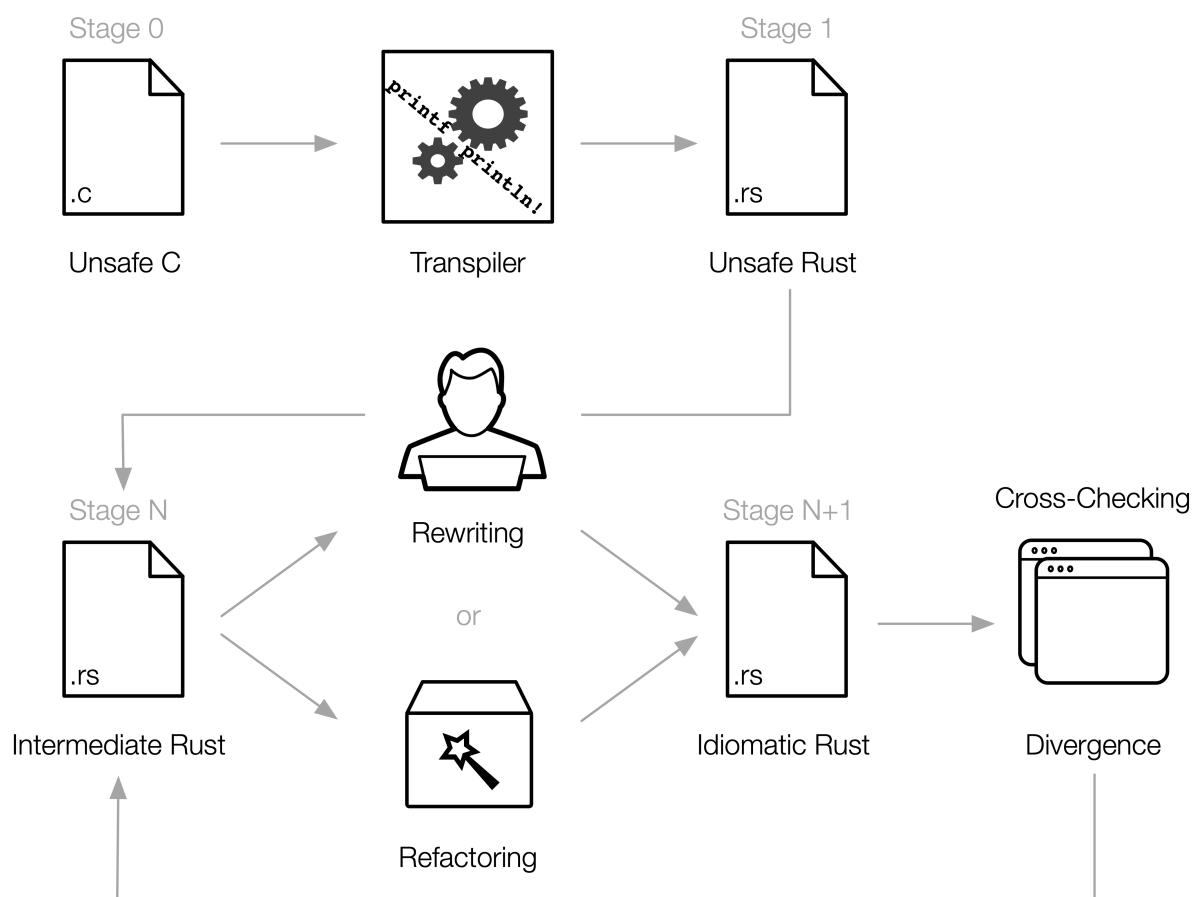 Stage 0
Stage 1
printf
println!
.c
.rs
Unsafe C
Transpiler
Unsafe Rust
Stage N
Rewriting
Stage N+1
Cross-Checking
or
.rs
.rs
Intermediate Rust
Idiomatic Rust
Divergence
Refactoring